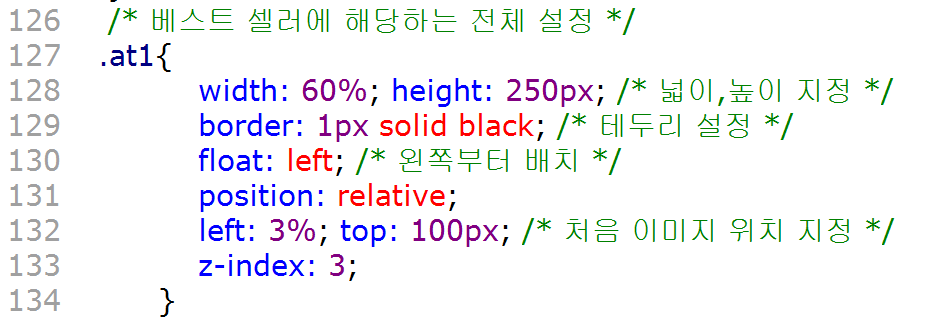 126 /* 베스트 셀러에 해당하는 전체 설정 */
127 .at1{
128 width: 60%; height: 250px; /* 넓이,높이 지정 */
129 border: 1px solid black; /* 테두리 설정 */
130 float: left; /* 왼쪽부터 배치 */
131 position: relative;
132 left: 3%; top: 100px; /* 처음 이미지 위치 지정 */
133 z-index: 3;
134 }